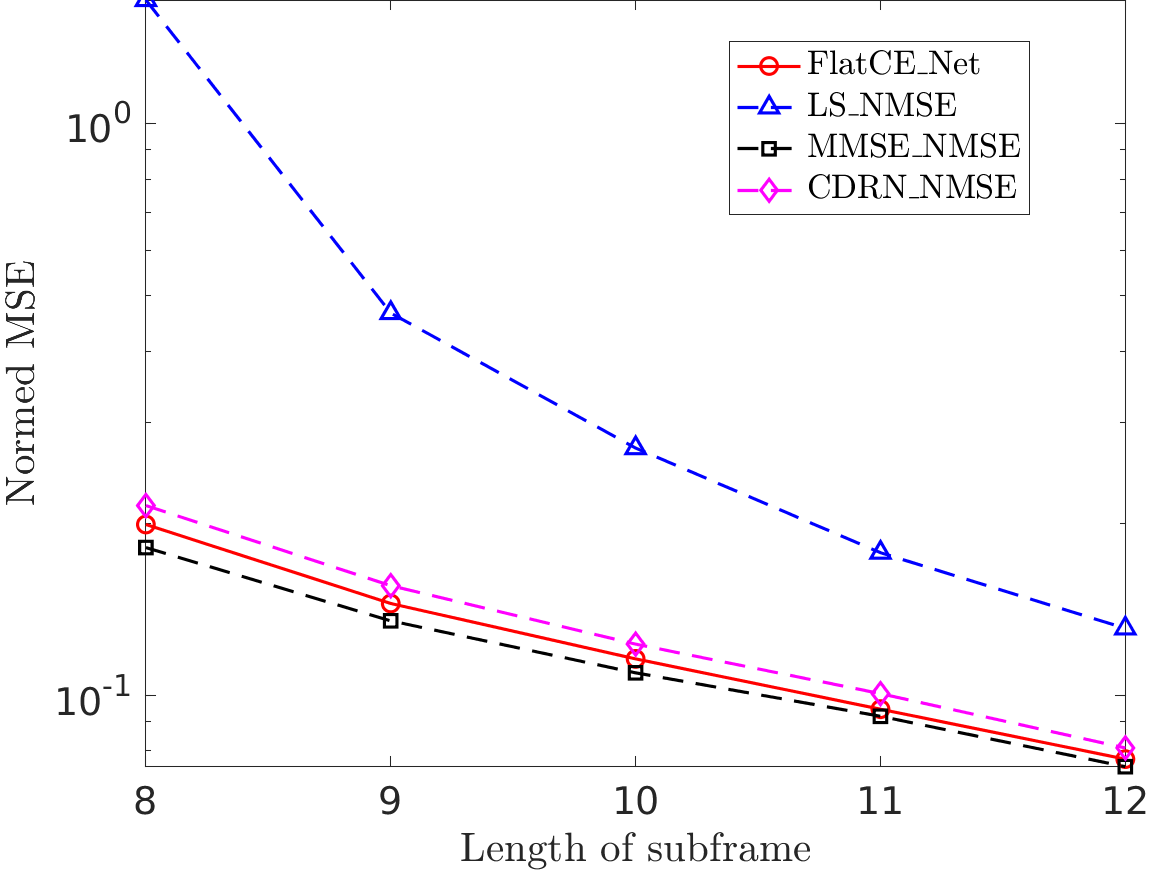 FlatCE_Net
LS_NMSE
MMSE_NMSE
CDRN_NMSE
10^0
10^-1
Normed MSE
8 9 10 11 12
Length of subframe